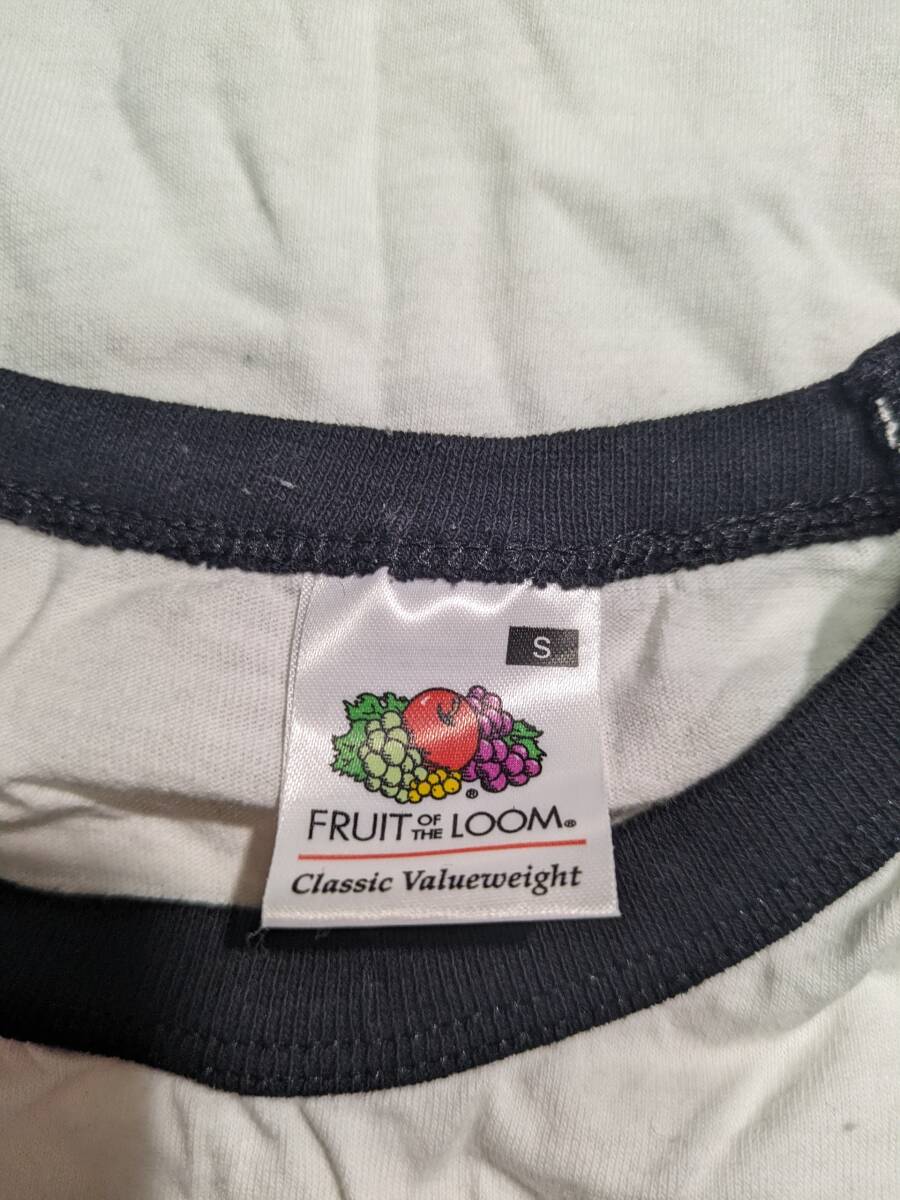 S
®
FRUIT OF THE LOOM®
Classic Valueweight